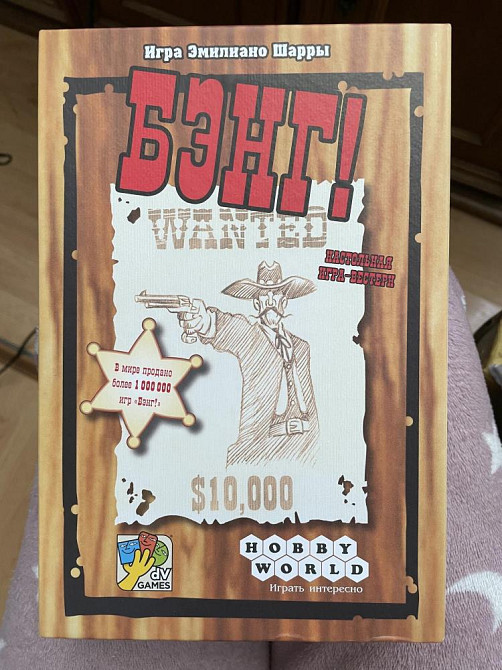 Игра Эмилиано Шарры
БЭНГ!
WANTED
НАСТОЛЬНАЯ
ИГРА-ВЕСТЕРН
В мире продано
более 1 000 000
игр «Бэнг!»
$10,000
dV
GAMES
HOBBY
WORLD
Играть интересно